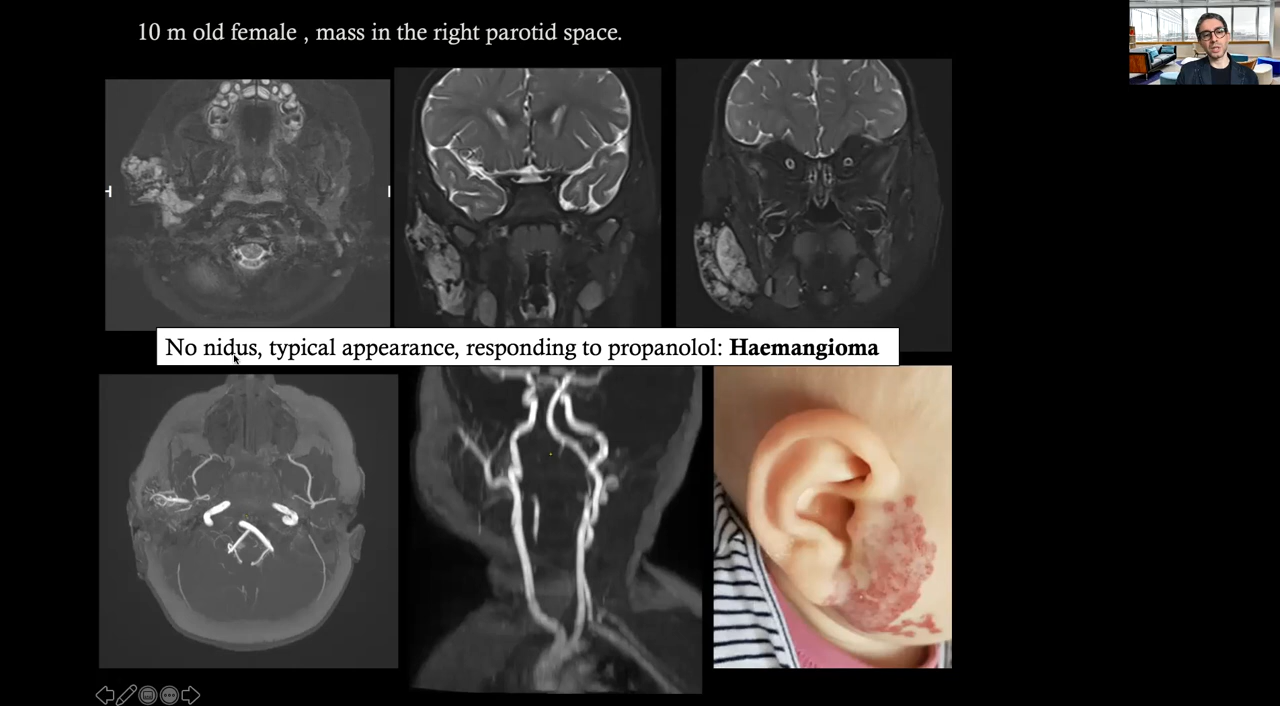 10 m old female , mass in the right parotid space.
No nidus, typical appearance, responding to propanolol: Haemangioma